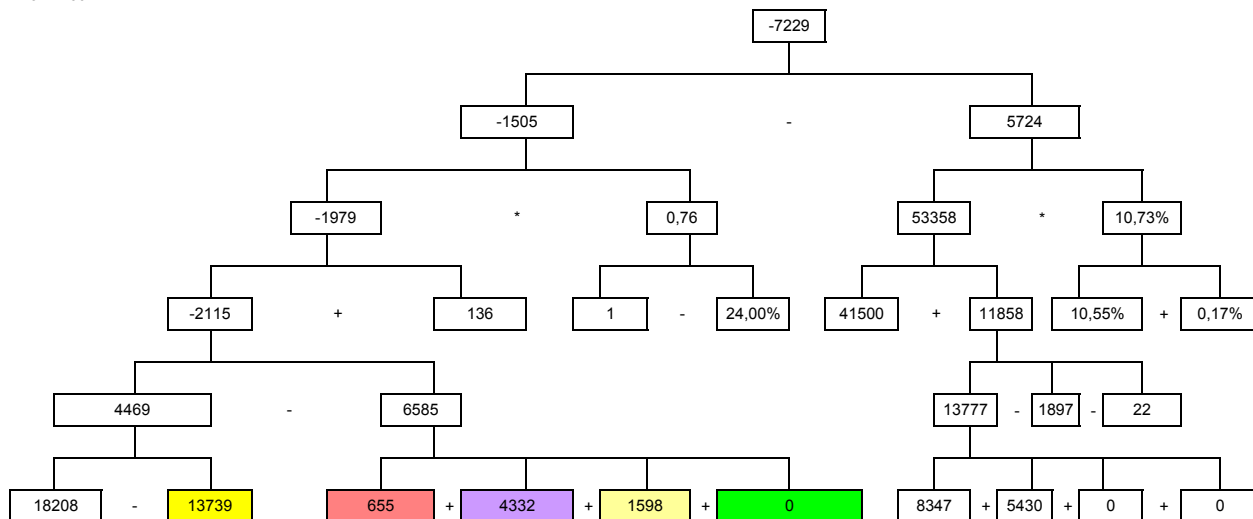 -7229
-1505 - 5724
-1979 * 0,76 53358 * 10,73%
-2115 + 136 1 - 24,00% 41500 + 11858 10,55% + 0,17%
4469 - 6585 13777 - 1897 - 22
18208 - 13739 655 + 4332 + 1598 + 0 8347 + 5430 + 0 + 0